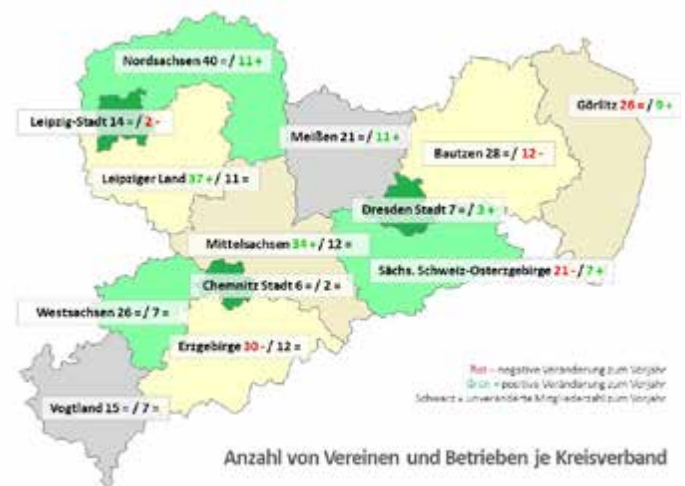 Nordsachsen 40 = / 11 +
Leipzig-Stadt 14 = / 2 -
Görlitz 26 = / 9 +
Meißen 21 = / 11 +
Bautzen 28 = / 12 -
Leipziger Land 37 + / 11 =
Dresden Stadt 7 = / 3 +
Mittelsachsen 34 + / 12 =
Sächs. Schweiz-Osterzgebirge 21 - / 7 +
Chemnitz Stadt 6 = / 2 =
Westsachsen 26 = / 7 =
Erzgebirge 30 - / 12 =
Vogtland 15 = / 7 =
Rot = negative Veränderung zum Vorjahr
Grün = positive Veränderung zum Vorjahr
Schwarz = unveränderte Mitgliederzahl zum Vorjahr
Anzahl von Vereinen und Betrieben je Kreisverband